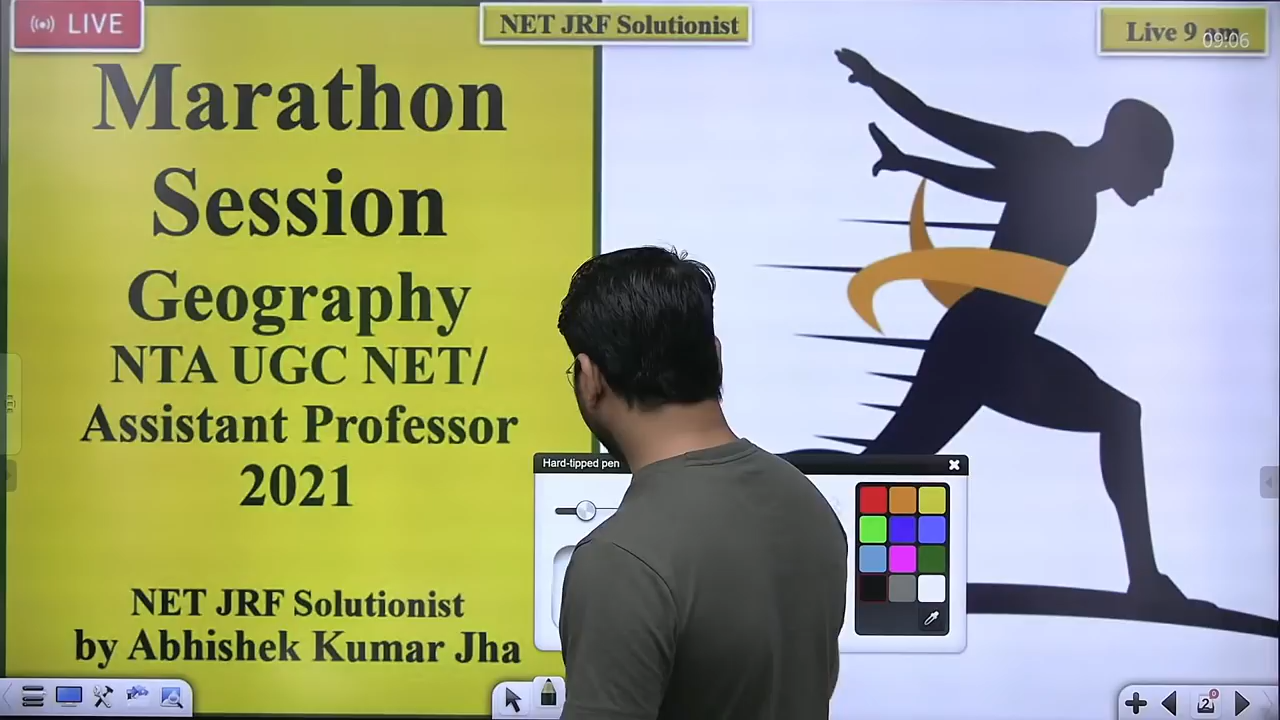 LIVE
NET JRF Solutionist
Live 9 am
09:06
Marathon
Session
Geography
NTA UGC NET/
Assistant Professor
2021
Hard-tipped pen
NET JRF Solutionist
by Abhishek Kumar Jha
2